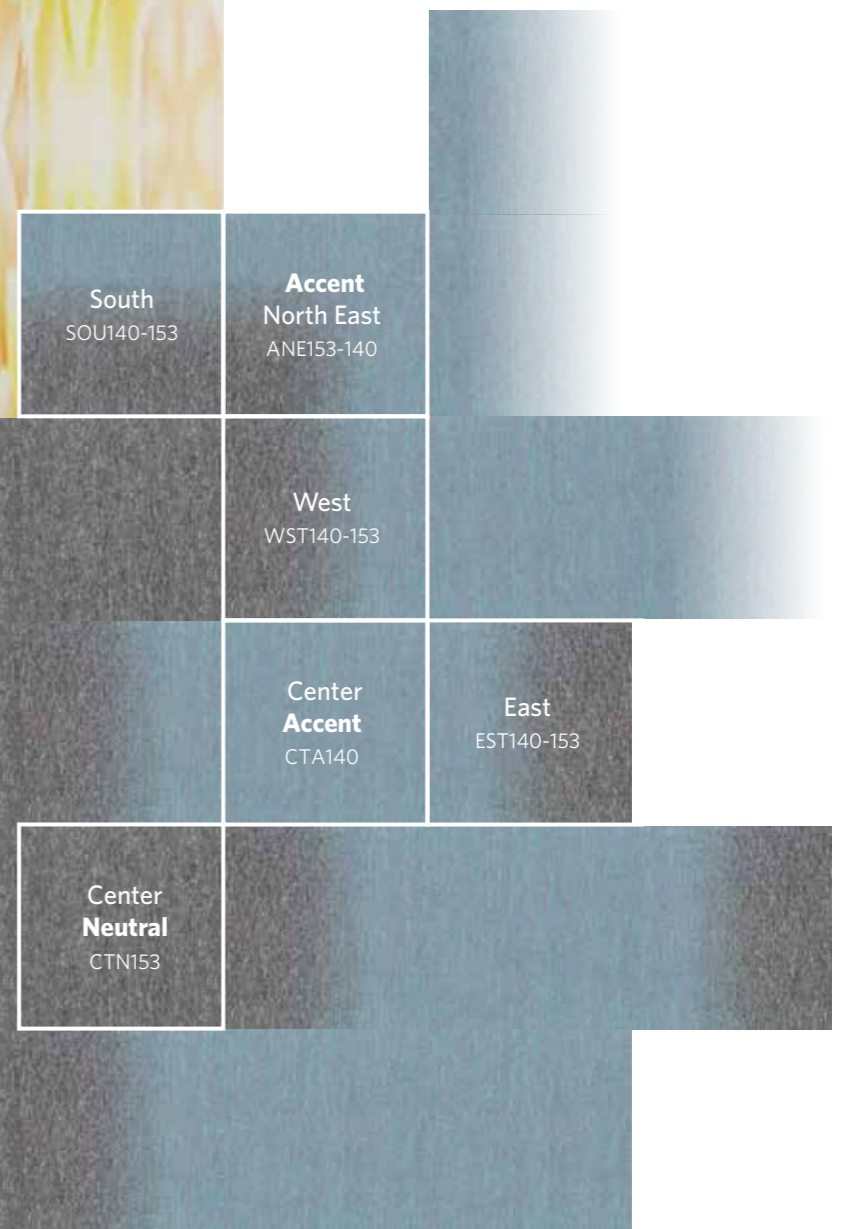 South
SOU140-153
Accent
North East
ANE153-140
West
WST140-153
Center
Accent
CTA140
East
EST140-153
Center
Neutral
CTN153